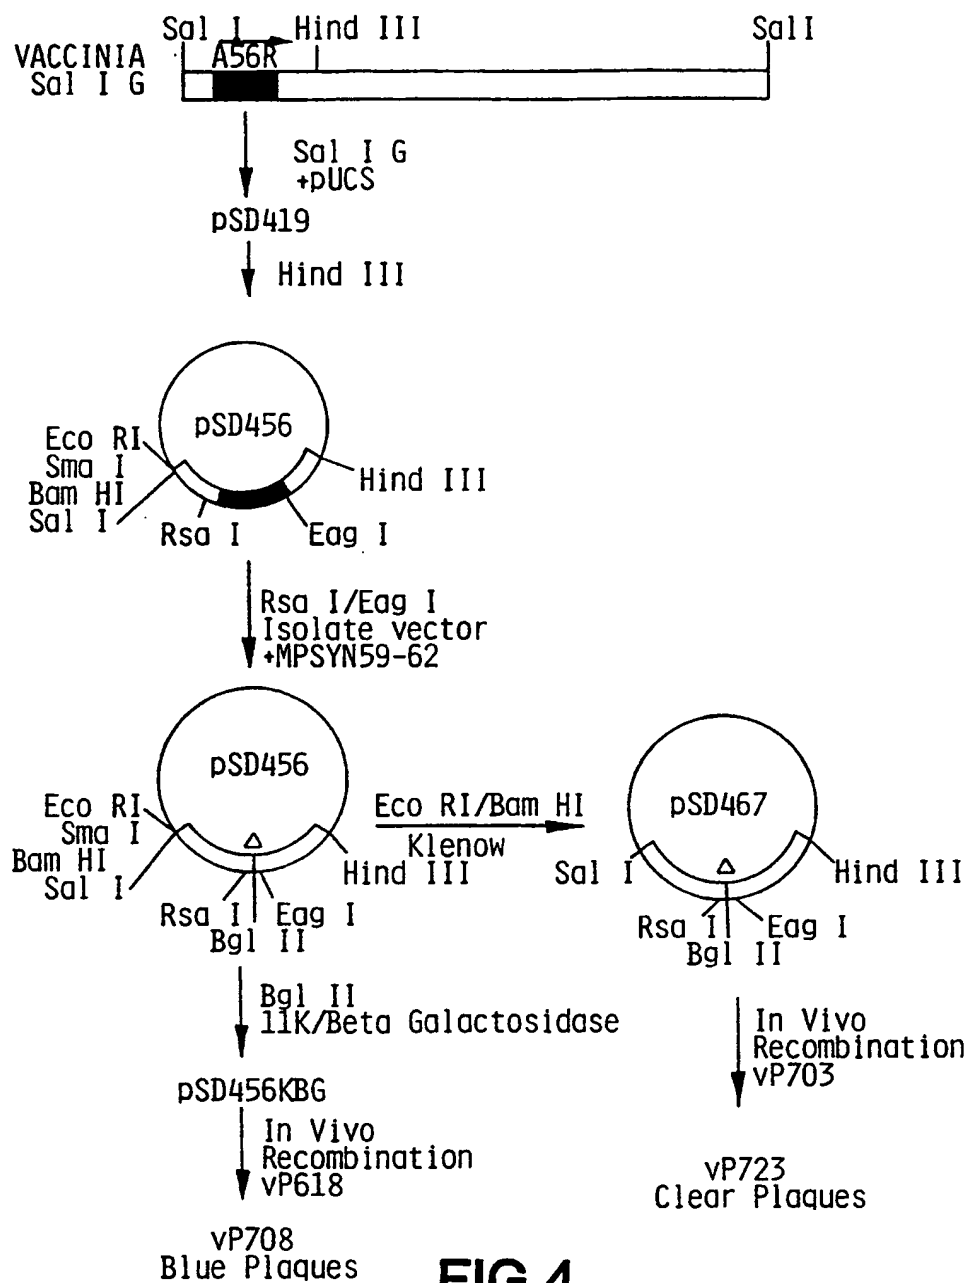 Sal I Hind III SalI
VACCINIA A56R
Sal I G
Sal I G
+pUCS
pSD419
Hind III
pSD456
Eco RI
Sma I
Hind III
Bam HI
Sal I
Rsa I Eag I
Rsa I/Eag I
Isolate vector
+MPSYN59-62
pSD456
Eco RI
Sma I
Bam HI
Sal I
Hind III
Rsa I Eag I
Bgl II
Eco RI/Bam HI
Klenow
pSD467
Sal I Hind III
Rsa I Eag I
Bgl II
Bgl II
11K/Beta Galactosidase
pSD456KBG
In Vivo
Recombination
vP618
vP708
Blue Plaques
In Vivo
Recombination
vP703
vP723
Clear Plaques
FIG.4